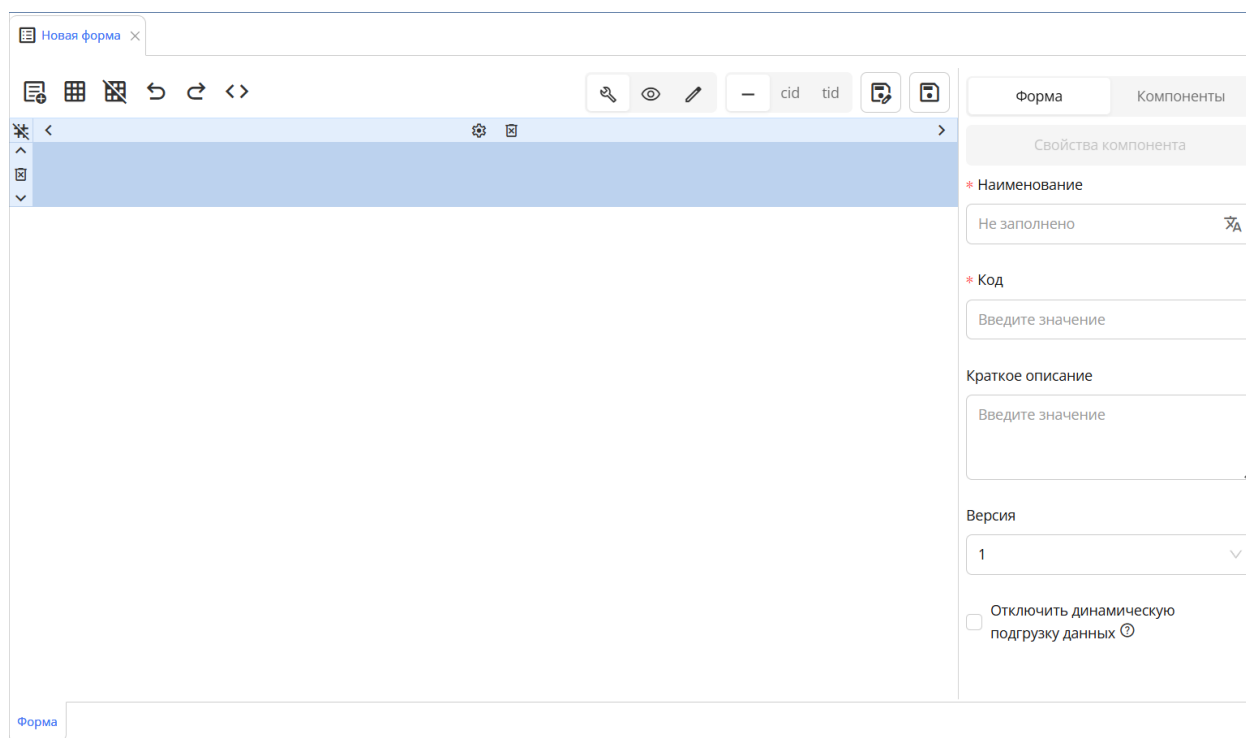 Новая форма
cid tid
Форма Компоненты
Свойства компонента
* Наименование
Не заполнено
* Код
Введите значение
Краткое описание
Введите значение
Версия
1
Отключить динамическую
подгрузку данных
Форма